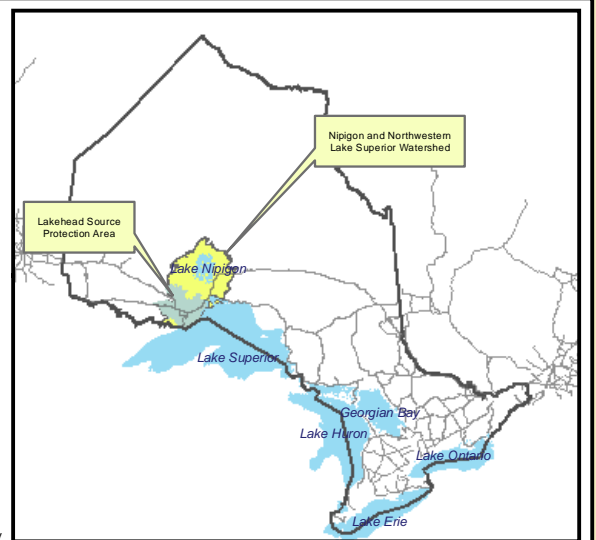 Nipigon and Northwestern
Lake Superior Watershed
Lakehead Source
Protection Area
Lake Nipigon
Lake Superior
Georgian Bay
Lake Huron
Lake Ontario
Lake Erie